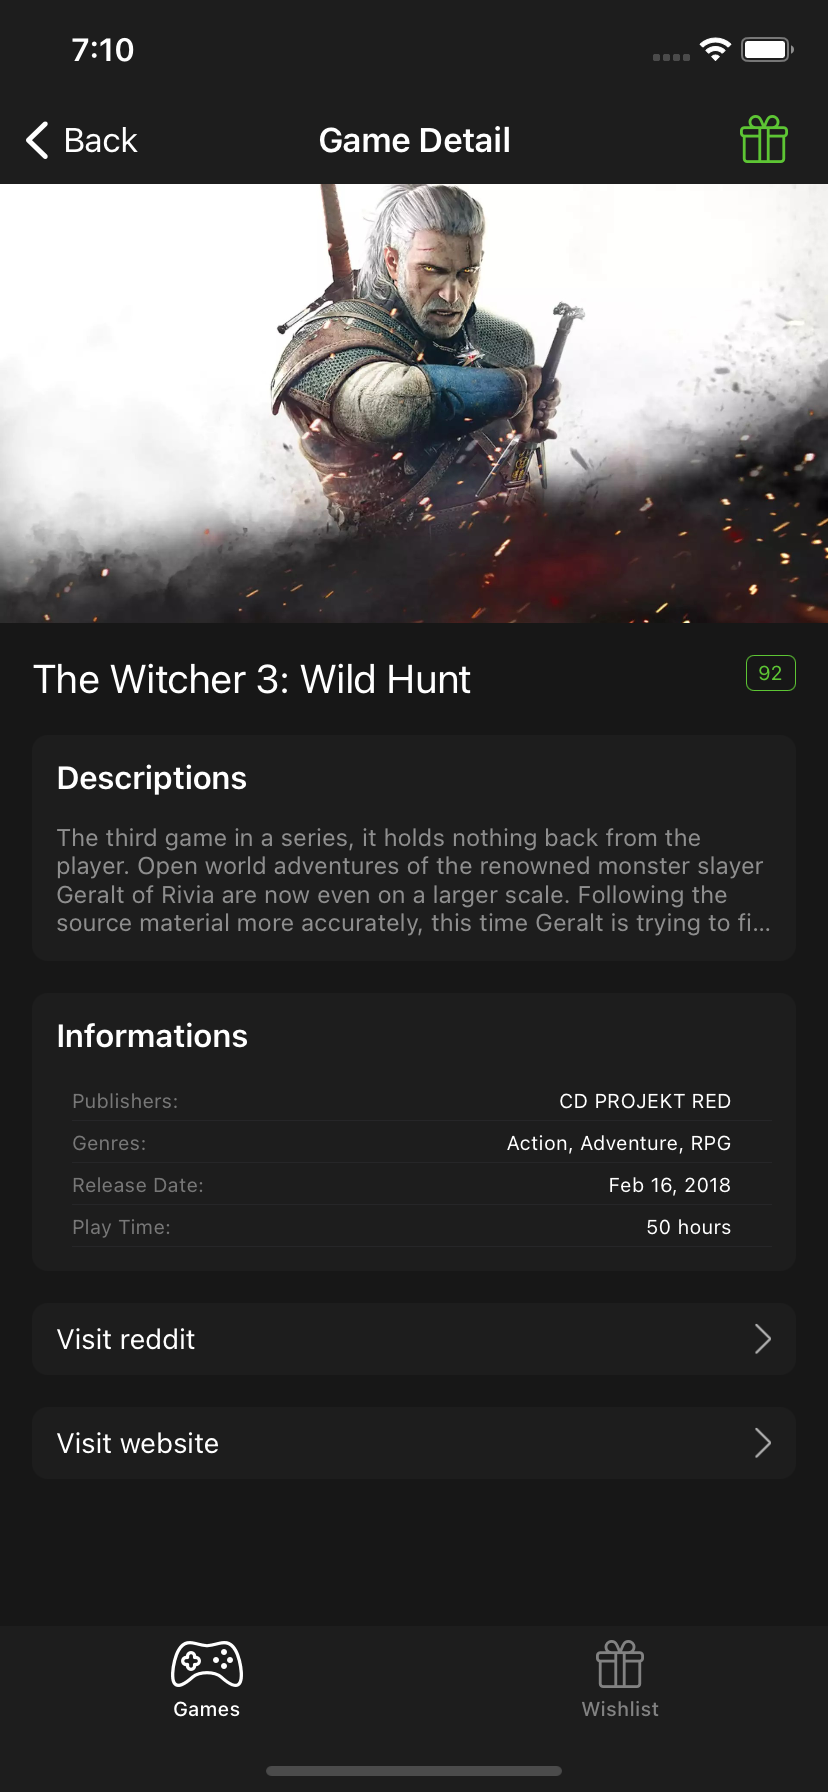 7:10
Back
Game Detail
The Witcher 3: Wild Hunt
92
Descriptions
The third game in a series, it holds nothing back from the
player. Open world adventures of the renowned monster slayer
Geralt of Rivia are now even on a larger scale. Following the
source material more accurately, this time Geralt is trying to fi...
Informations
Publishers: CD PROJEKT RED
Genres: Action, Adventure, RPG
Release Date: Feb 16, 2018
Play Time: 50 hours
Visit reddit
Visit website
Games
Wishlist